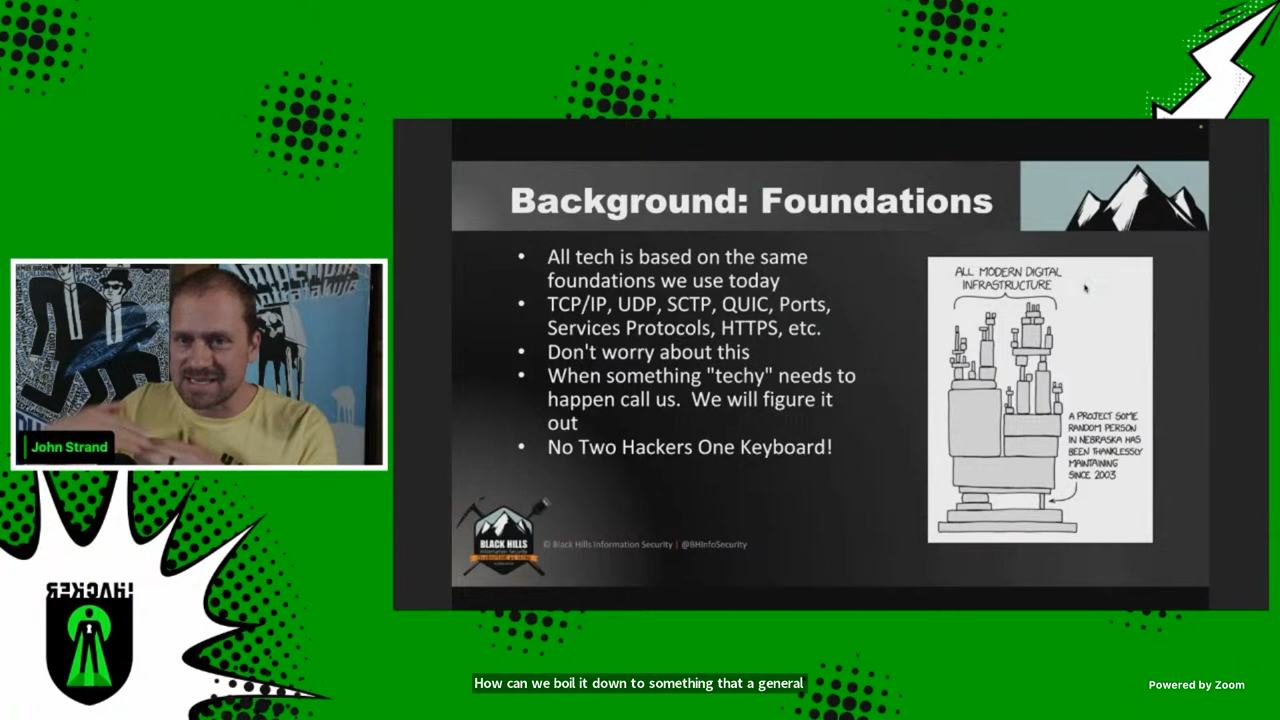 Background: Foundations
• All tech is based on the same
foundations we use today
• TCP/IP, UDP, SCTP, QUIC, Ports,
Services Protocols, HTTPS, etc.
• Don't worry about this
• When something "techy" needs to
happen call us. We will figure it
out
• No Two Hackers One Keyboard!
ALL MODERN DIGITAL
INFRASTRUCTURE
A PROJECT SOME
RANDOM PERSON
IN NEBRASKA HAS
BEEN THANKLESSLY
MAINTAINING
SINCE 2003
BLACK HILLS
Information Security
© Black Hills Information Security | @BHInfoSecurity
John Strand
How can we boil it down to something that a general
Powered by Zoom